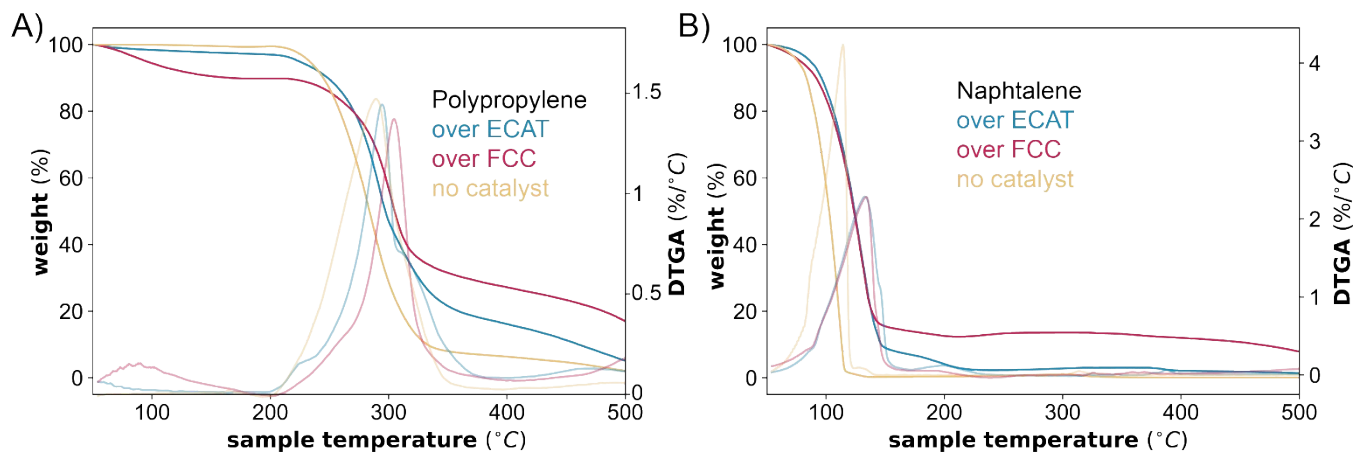 A)
100
80
60
40
20
0
weight (%)
Polypropylene
over ECAT
over FCC
no catalyst
1.5
1
0.5
0
DTGA (%/°C)
100 200 300 400 500
sample temperature (°C)
B)
100
80
60
40
20
0
weight (%)
Naphtalene
over ECAT
over FCC
no catalyst
4
3
2
1
0
DTGA (%/°C)
100 200 300 400 500
sample temperature (°C)